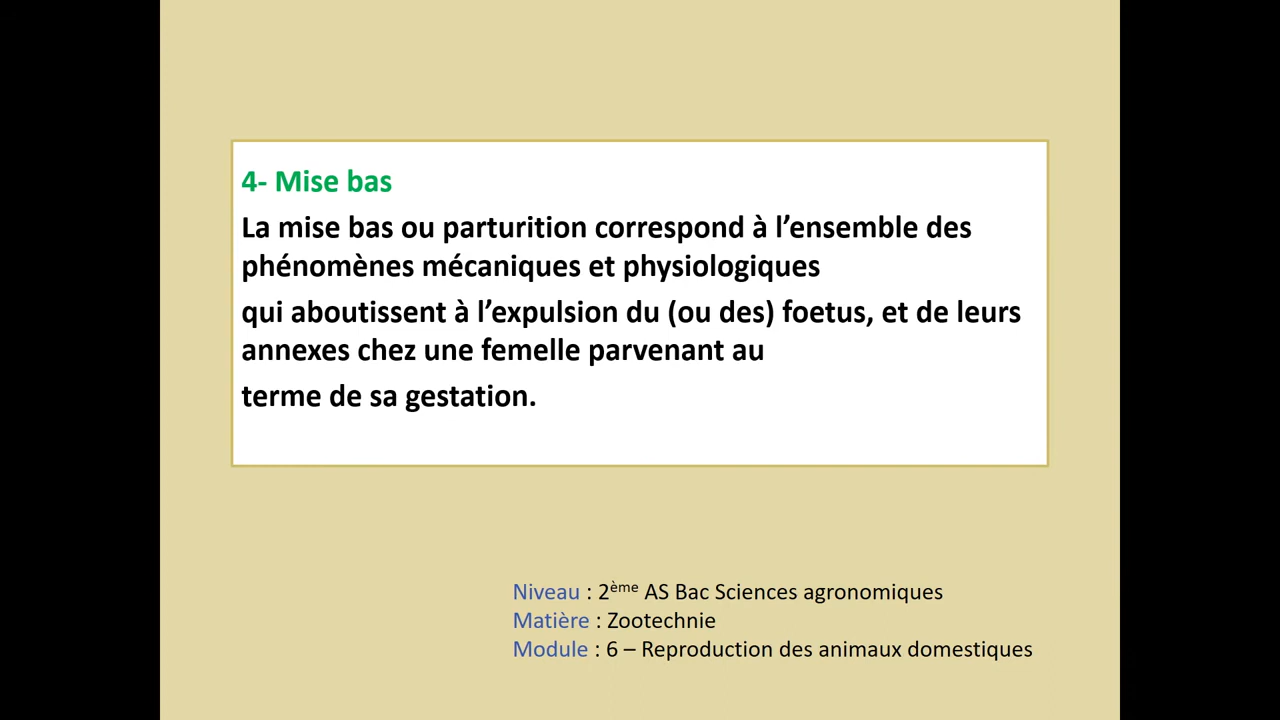 4- Mise bas
La mise bas ou parturition correspond à l’ensemble des
phénomènes mécaniques et physiologiques
qui aboutissent à l’expulsion du (ou des) foetus, et de leurs
annexes chez une femelle parvenant au
terme de sa gestation.
Niveau : 2ème AS Bac Sciences agronomiques
Matière : Zootechnie
Module : 6 – Reproduction des animaux domestiques